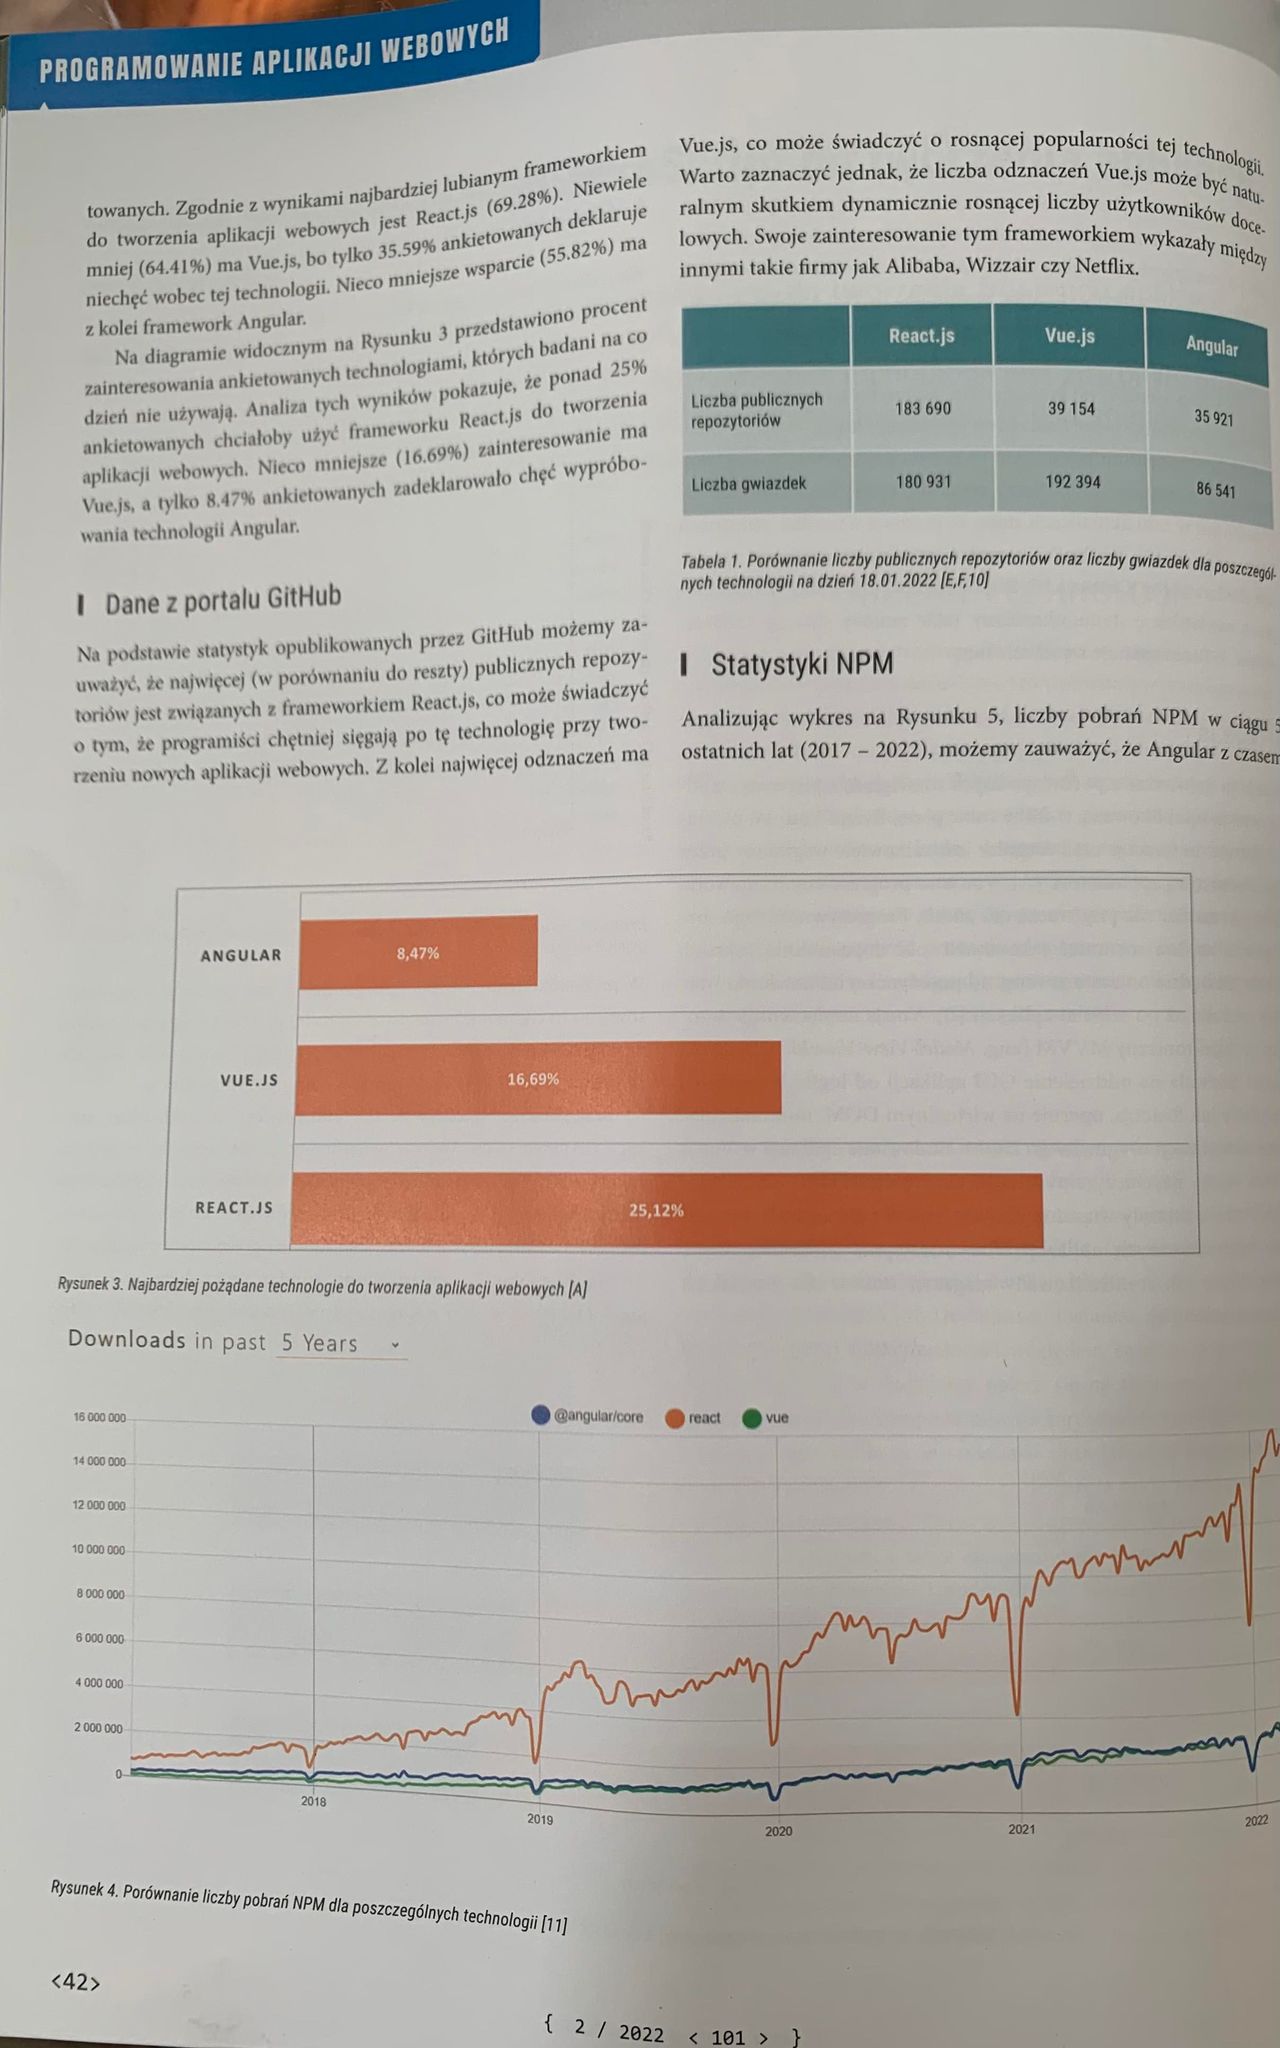 PROGRAMOWANIE APLIKACJI WEBOWYCH
towanych. Zgodnie z wynikami najbardziej lubianym frameworkiem
do tworzenia aplikacji webowych jest React.js (69.28%). Niewiele
mniej (64.41%) ma Vue.js, bo tylko 35.59% ankietowanych deklaruje
niechęć wobec tej technologii. Nieco mniejsze wsparcie (55.82%) ma
z kolei framework Angular.
Na diagramie widocznym na Rysunku 3 przedstawiono procent
zainteresowania ankietowanych technologiami, których badani na co
dzień nie używają. Analiza tych wyników pokazuje, że ponad 25%
ankietowanych chciałoby użyć frameworku React.js do tworzenia
aplikacji webowych. Nieco mniejsze (16.69%) zainteresowanie ma
Vue.js, a tylko 8.47% ankietowanych zadeklarowało chęć wypróbo-
wania technologii Angular.
Dane z portalu GitHub
Na podstawie statystyk opublikowanych przez GitHub możemy za-
uważyć, że najwięcej (w porównaniu do reszty) publicznych repozy-
toriów jest związanych z frameworkiem React.js, co może świadczyć
o tym, że programiści chętniej sięgają po tę technologię przy two-
rzeniu nowych aplikacji webowych. Z kolei najwięcej odznaczeń ma
Vue.js, co może świadczyć o rosnącej popularności tej technologii.
Warto zaznaczyć jednak, że liczba odznaczeń Vue.js może być natu-
ralnym skutkiem dynamicznie rosnącej liczby użytkowników doce-
lowych. Swoje zainteresowanie tym frameworkiem wykazały między
innymi takie firmy jak Alibaba, Wizzair czy Netflix.
React.js Vue.js Angular
Liczba publicznych
repozytoriów 183 690 39 154 35 921
Liczba gwiazdek 180 931 192 394 86 541
Tabela 1. Porównanie liczby publicznych repozytoriów oraz liczby gwiazdek dla poszczegól-
nych technologii na dzień 18.01.2022 [E,F,10]
Statystyki NPM
Analizując wykres na Rysunku 5, liczby pobrań NPM w ciągu 5
ostatnich lat (2017 – 2022), możemy zauważyć, że Angular z czasem
ANGULAR 8,47%
VUE.JS 16,69%
REACT.JS 25,12%
Rysunek 3. Najbardziej pożądane technologie do tworzenia aplikacji webowych [A]
Downloads in past 5 Years
@angular/core react vue
16 000 000
14 000 000
12 000 000
10 000 000
8 000 000
6 000 000
4 000 000
2 000 000
0
2018 2019 2020 2021 2022
Rysunek 4. Porównanie liczby pobrań NPM dla poszczególnych technologii [11]
<42>
{ 2 / 2022 < 101 > }